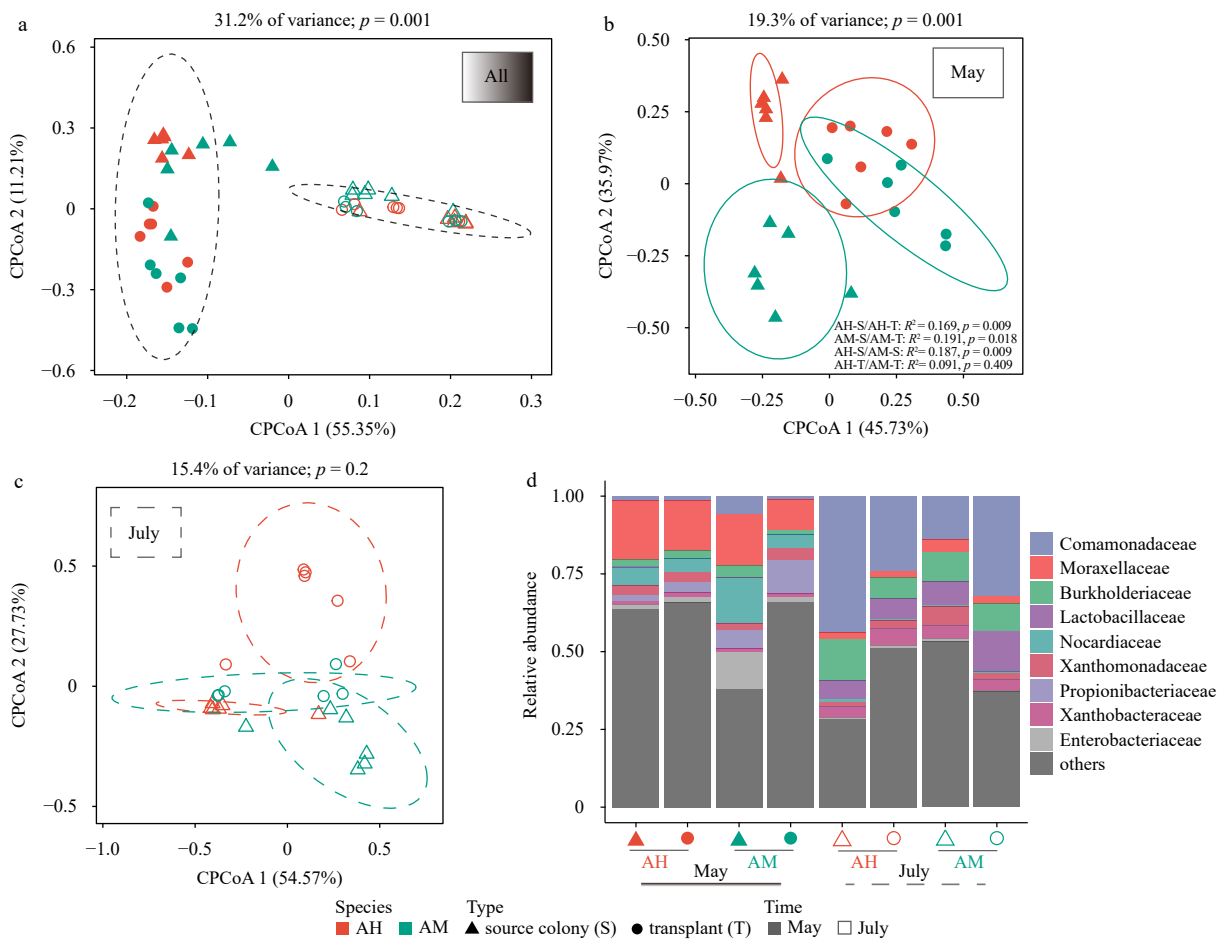 a
31.2% of variance; p = 0.001
All
0.6
0.3
0
−0.3
−0.6
CPCoA 2 (11.21%)
−0.2
−0.1
0
0.1
0.2
0.3
CPCoA 1 (55.35%)
b
19.3% of variance; p = 0.001
May
0.50
0.25
0
−0.25
−0.50
CPCoA 2 (35.97%)
AH-S/AH-T: R² = 0.169, p = 0.009
AM-S/AM-T: R² = 0.191, p = 0.018
AH-S/AM-S: R² = 0.187, p = 0.009
AH-T/AM-T: R² = 0.091, p = 0.409
−0.50
−0.25
0
0.25
0.50
CPCoA 1 (45.73%)
c
15.4% of variance; p = 0.2
July
0.5
0
−0.5
CPCoA 2 (27.73%)
−1.0
−0.5
0
0.5
CPCoA 1 (54.57%)
d
1.00
0.75
0.50
0.25
0
Relative abundance
AH
AM
AH
AM
May
July
Comamonadaceae
Moraxellaceae
Burkholderiaceae
Lactobacillaceae
Nocardiaceae
Xanthomonadaceae
Propionibacteriaceae
Xanthobacteraceae
Enterobacteriaceae
others
Species
Type
Time
AH
AM
source colony (S)
transplant (T)
May
July